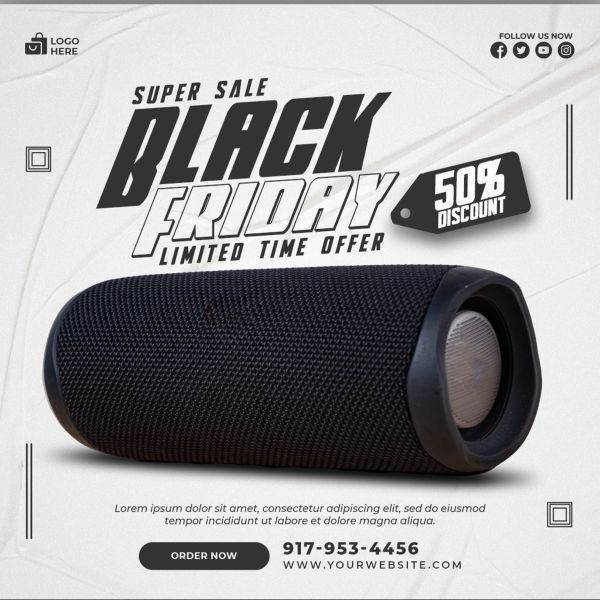 LOGO
HERE
FOLLOW US NOW
SUPER SALE
BLACK
FRIDAY
LIMITED TIME OFFER
50%
DISCOUNT
Lorem ipsum dolor sit amet, consectetur adipiscing elit, sed do eiusmod
tempor incididunt ut labore et dolore magna aliqua.
ORDER NOW
917-953-4456
WWW.YOURWEBSITE.COM